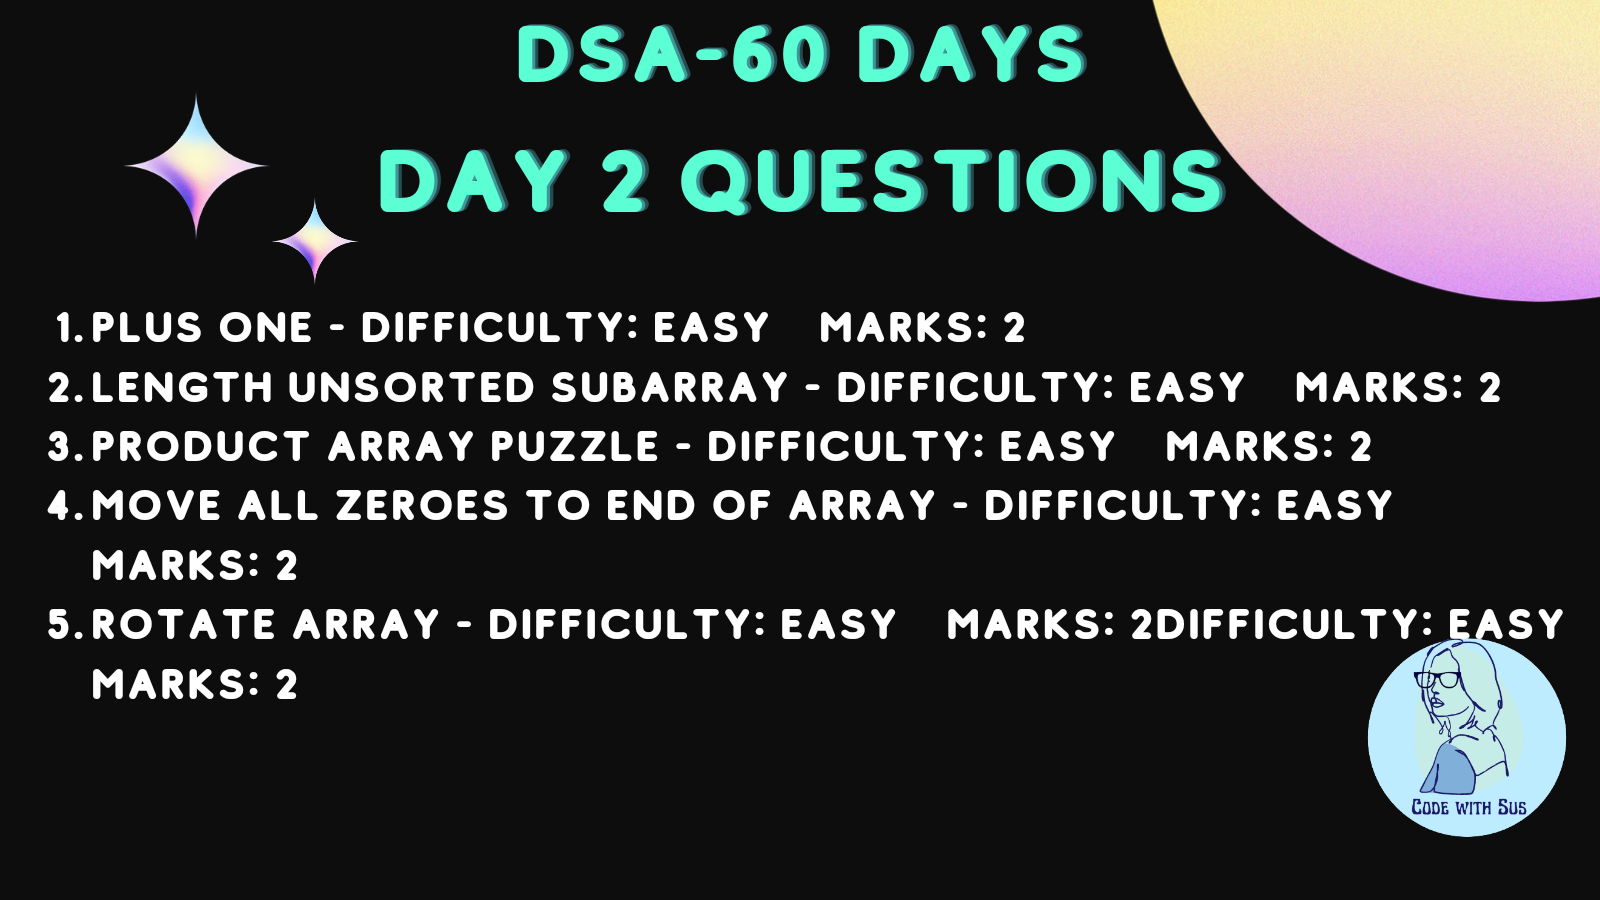 DSA-60 DAYS
DAY 2 QUESTIONS
1. PLUS ONE - DIFFICULTY: EASY MARKS: 2
2. LENGTH UNSORTED SUBARRAY - DIFFICULTY: EASY MARKS: 2
3. PRODUCT ARRAY PUZZLE - DIFFICULTY: EASY MARKS: 2
4. MOVE ALL ZEROES TO END OF ARRAY - DIFFICULTY: EASY
MARKS: 2
5. ROTATE ARRAY - DIFFICULTY: EASY MARKS: 2DIFFICULTY: EASY
MARKS: 2
CODE WITH SUS